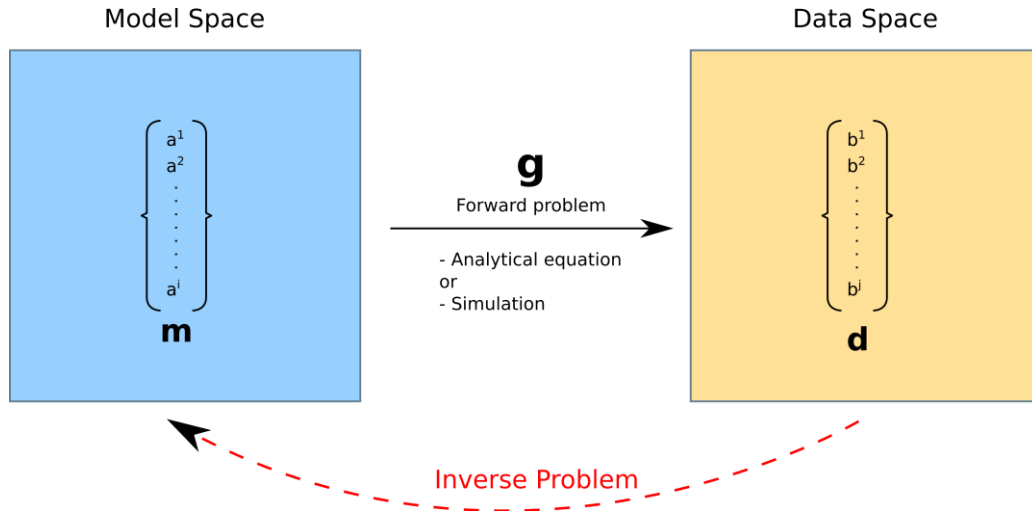 Model Space
Data Space
a¹
a²
.
.
.
.
.
.
.
aⁱ
m
g
Forward problem
- Analytical equation
or
- Simulation
b¹
b²
.
.
.
.
.
.
.
bʲ
d
Inverse Problem